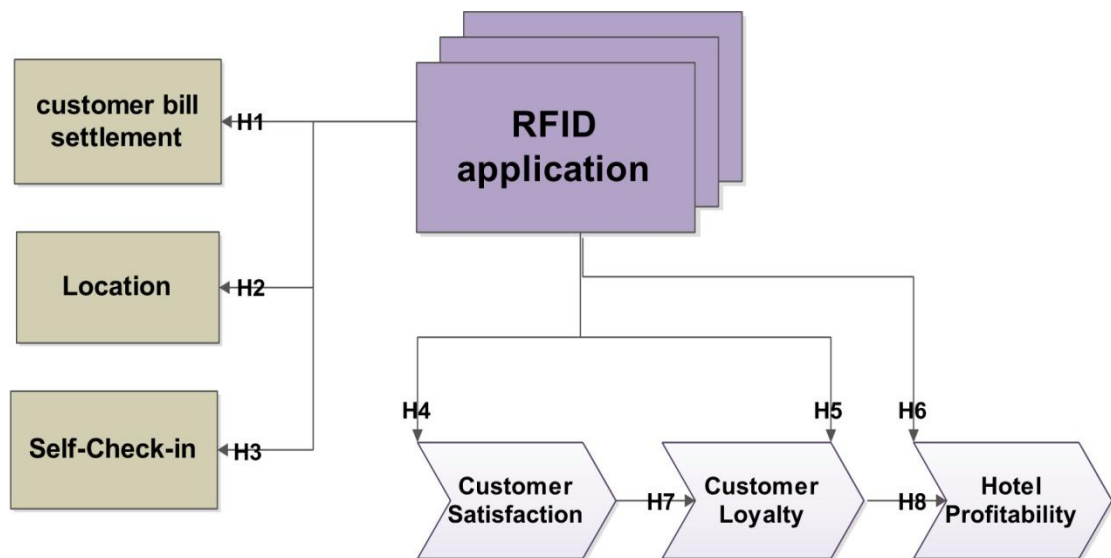 RFID
application
customer bill
settlement
H1
Location
H2
Self-Check-in
H3
H4
H5
H6
Customer
Satisfaction
H7
Customer
Loyalty
H8
Hotel
Profitability